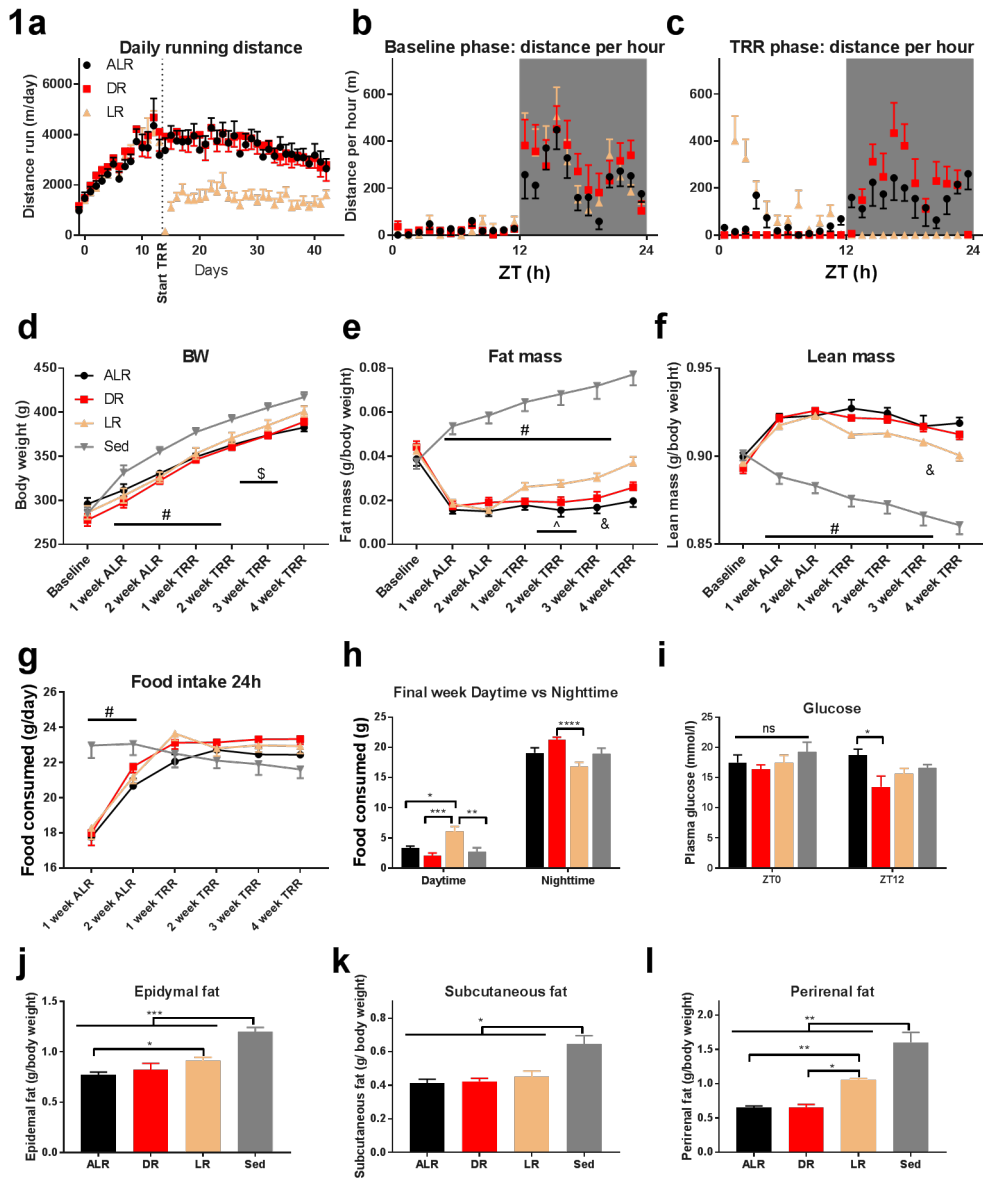 1a
Daily running distance
ALR
DR
LR
Distance run (m/day)
6000
4000
2000
0
0
10
20
30
40
Start TRR
Days
b
Baseline phase: distance per hour
Distance per hour (m)
600
400
200
0
0
12
24
ZT (h)
c
TRR phase: distance per hour
Distance per hour (m)
600
400
200
0
0
12
24
ZT (h)
d
BW
ALR
DR
LR
Sed
Body weight (g)
450
400
350
300
250
#
$
Baseline
1 week ALR
2 week ALR
1 week TRR
2 week TRR
3 week TRR
4 week TRR
e
Fat mass
Fat mass (g/body weight)
0.08
0.06
0.04
0.02
0.00
#
^
&
Baseline
1 week ALR
2 week ALR
1 week TRR
2 week TRR
3 week TRR
4 week TRR
f
Lean mass
Lean mass (g/body weight)
0.95
0.90
0.85
&
#
Baseline
1 week ALR
2 week ALR
1 week TRR
2 week TRR
3 week TRR
4 week TRR
g
Food intake 24h
Food consumed (g/day)
26
24
22
20
18
16
#
1 week ALR
2 week ALR
1 week TRR
2 week TRR
3 week TRR
4 week TRR
h
Final week Daytime vs Nighttime
Food consumed (g)
25
20
15
10
5
0
*
***
**
****
Daytime
Nighttime
i
Glucose
Plasma glucose (mmol/l)
25
20
15
10
5
0
ns
*
ZT0
ZT12
j
Epidymal fat
Epidymal fat (g/body weight)
1.5
1.0
0.5
0.0
***
*
ALR
DR
LR
Sed
k
Subcutaneous fat
Subcutaneous fat (g/ body weight)
0.8
0.6
0.4
0.2
0.0
*
ALR
DR
LR
Sed
l
Perirenal fat
Perirenal fat (g/body weight)
2.0
1.5
1.0
0.5
0.0
**
**
*
ALR
DR
LR
Sed